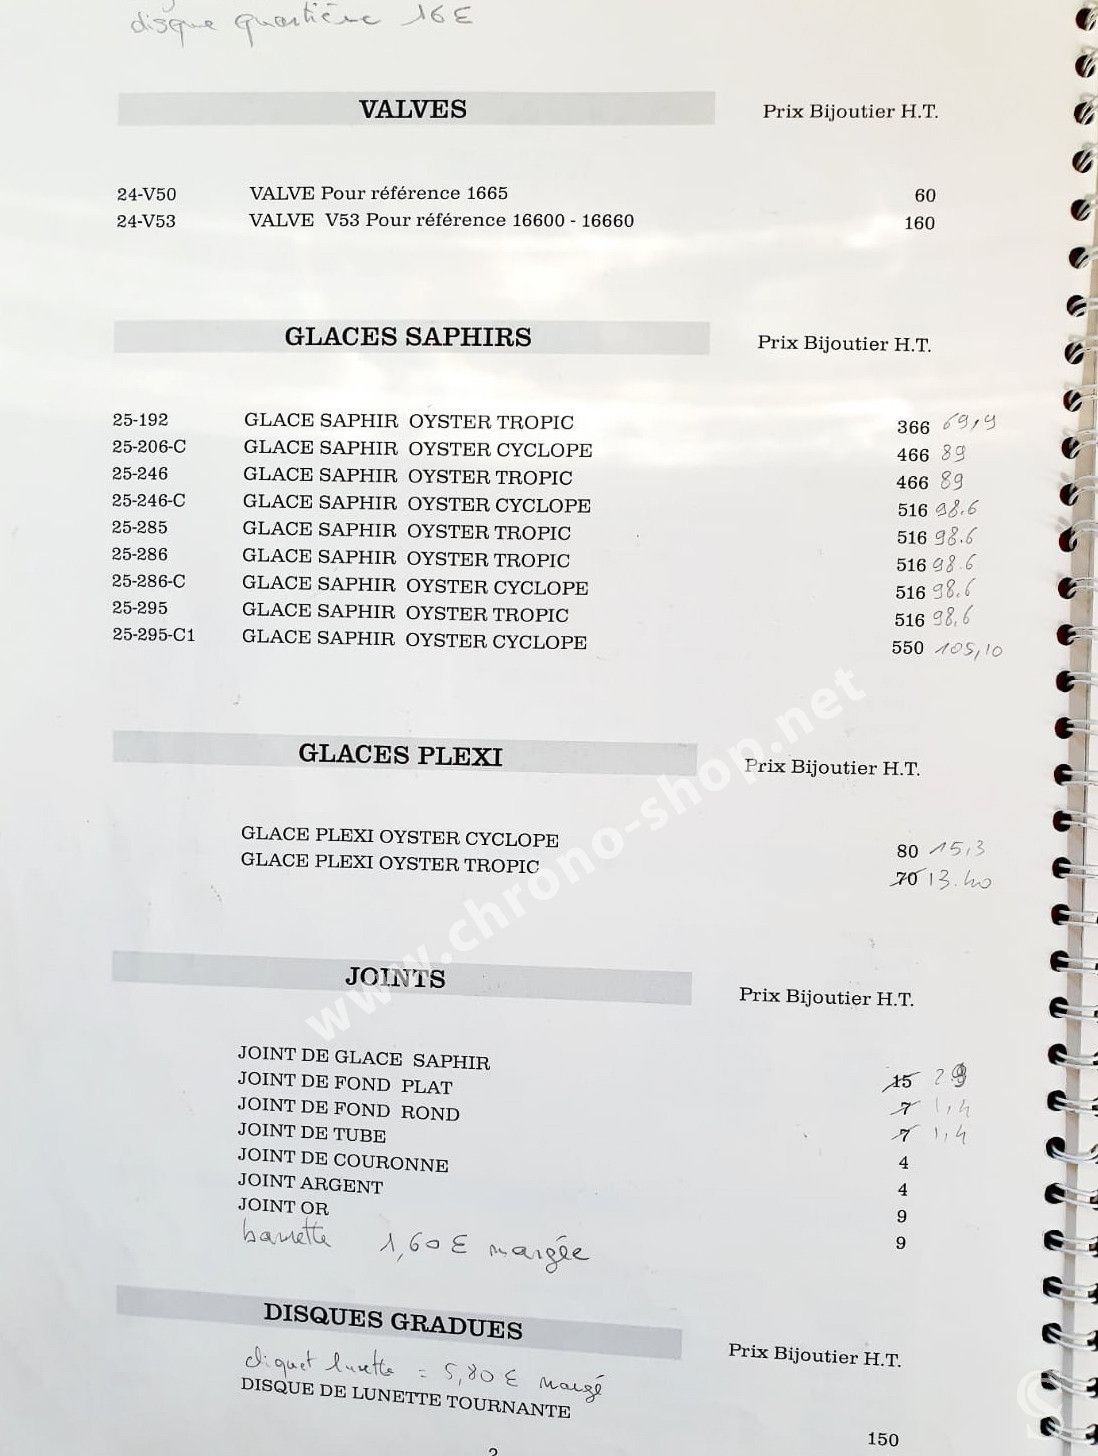 disque quartière 16€
VALVES Prix Bijoutier H.T.
24-V50 VALVE Pour référence 1665 60
24-V53 VALVE V53 Pour référence 16600 - 16660 160
GLACES SAPHIRS Prix Bijoutier H.T.
25-192 GLACE SAPHIR OYSTER TROPIC 366 69,9
25-206-C GLACE SAPHIR OYSTER CYCLOPE 466 89
25-246 GLACE SAPHIR OYSTER TROPIC 466 89
25-246-C GLACE SAPHIR OYSTER CYCLOPE 516 98.6
25-285 GLACE SAPHIR OYSTER TROPIC 516 98.6
25-286 GLACE SAPHIR OYSTER TROPIC 516 98.6
25-286-C GLACE SAPHIR OYSTER CYCLOPE 516 98.6
25-295 GLACE SAPHIR OYSTER TROPIC 516 98,6
25-295-C1 GLACE SAPHIR OYSTER CYCLOPE 550 105,10
GLACES PLEXI Prix Bijoutier H.T.
GLACE PLEXI OYSTER CYCLOPE 80 15,3
GLACE PLEXI OYSTER TROPIC 70 13.40
www.chrono-shop.net
JOINTS Prix Bijoutier H.T.
JOINT DE GLACE SAPHIR 15
JOINT DE FOND PLAT 7 1,4
JOINT DE FOND ROND 7 1,4
JOINT DE TUBE 4
JOINT DE COURONNE 4
JOINT ARGENT 9
JOINT OR 9
barrette 1,60€ margée
DISQUES GRADUES Prix Bijoutier H.T.
cliquet lunette = 5,80€ margé
DISQUE DE LUNETTE TOURNANTE 150
2